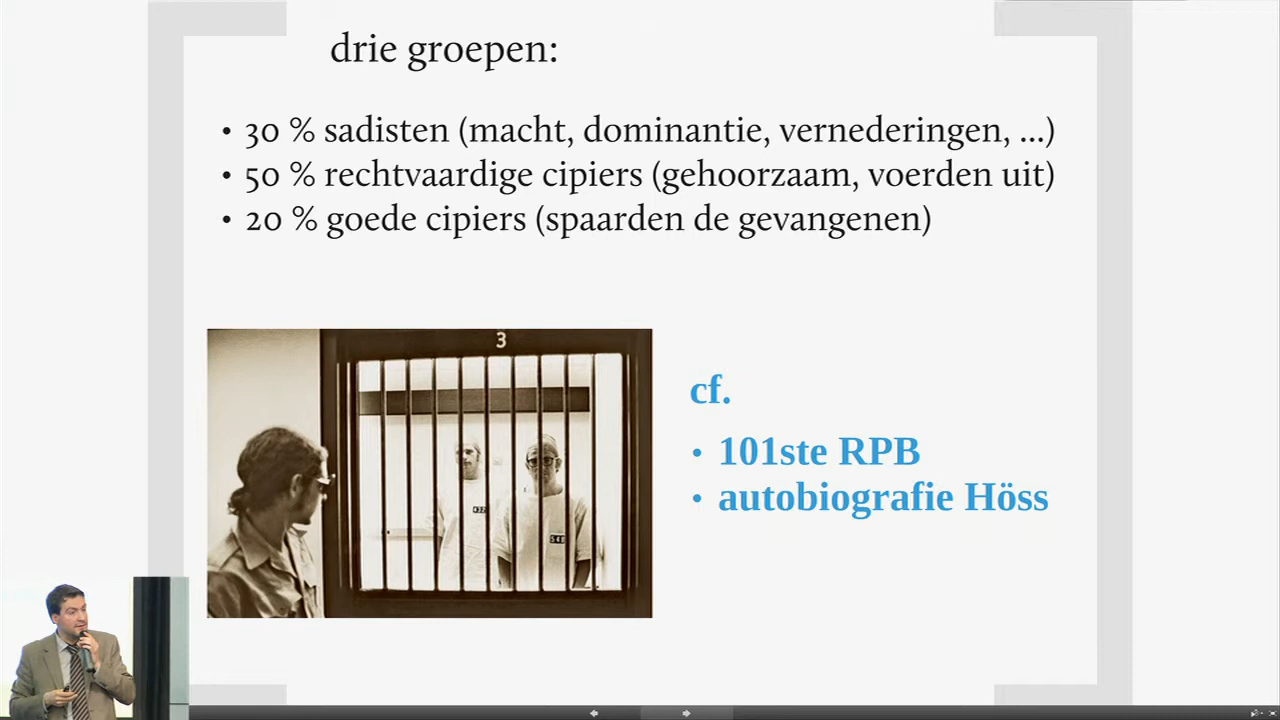 drie groepen:
• 30 % sadisten (macht, dominantie, vernederingen, ...)
• 50 % rechtvaardige cipiers (gehoorzaam, voerden uit)
• 20 % goede cipiers (spaarden de gevangenen)
3
cf.
• 101ste RPB
• autobiografie Höss